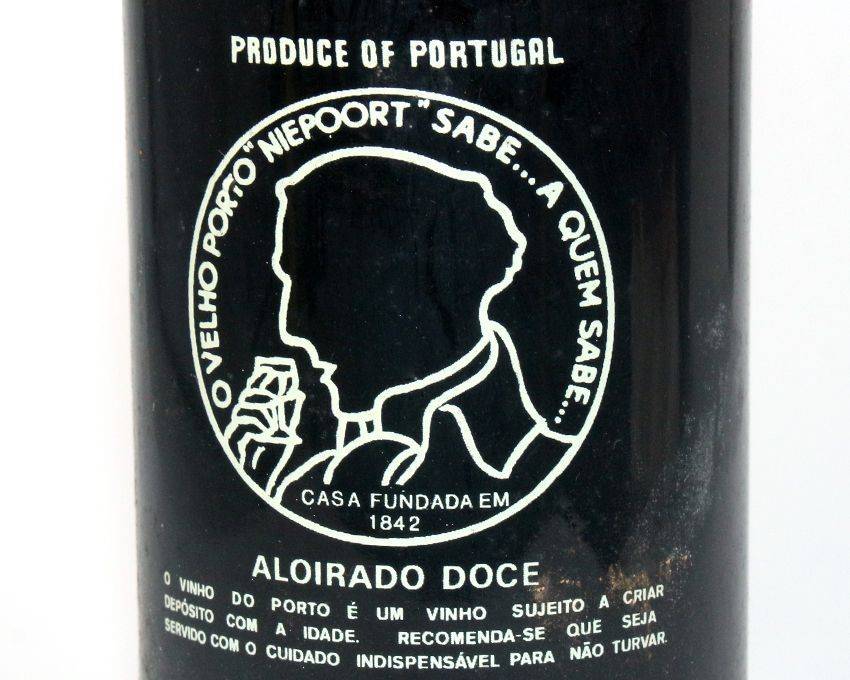 PRODUCE OF PORTUGAL
O VELHO PORTO "NIEPOORT" SABE... A QUEM SABE...
CASA FUNDADA EM
1842
ALOIRADO DOCE
O VINHO DO PORTO É UM VINHO SUJEITO A CRIAR
DEPÓSITO COM A IDADE. RECOMENDA-SE QUE SEJA
SERVIDO COM O CUIDADO INDISPENSÁVEL PARA NÃO TURVAR.